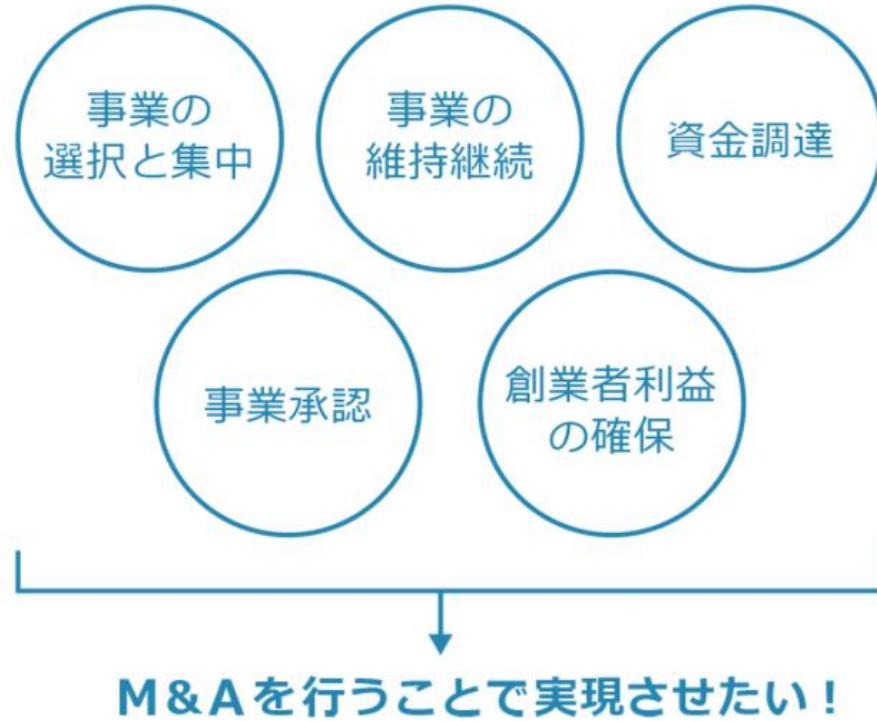 事業の
選択と集中
事業の
維持継続
資金調達
事業承認
創業者利益
の確保
M&Aを行うことで実現させたい!